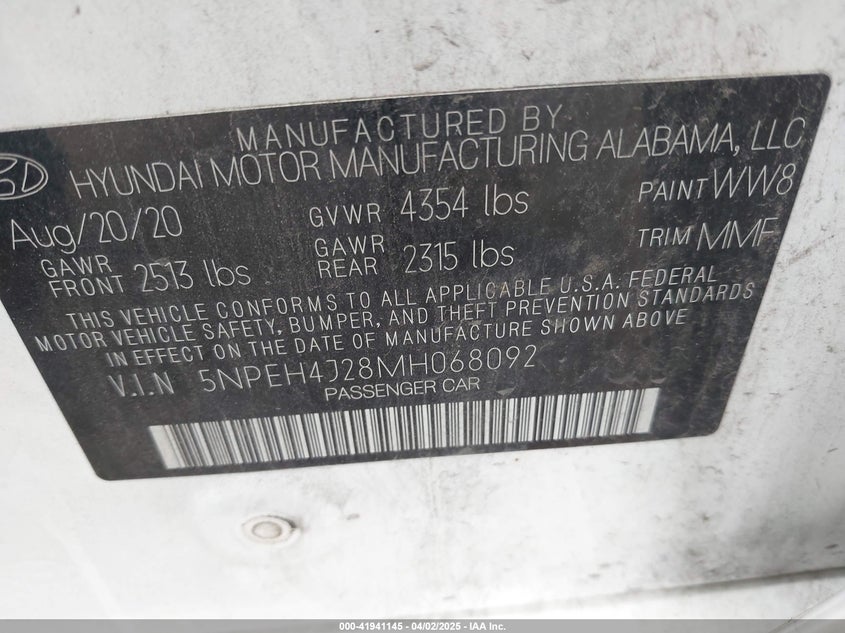 MANUFACTURED BY
HYUNDAI MOTOR MANUFACTURING ALABAMA, LLC
Aug/20/20 GVWR 4354 lbs PAINT WW8
GAWR FRONT 2513 lbs GAWR REAR 2315 lbs TRIM MMF
THIS VEHICLE CONFORMS TO ALL APPLICABLE U.S.A. FEDERAL
MOTOR VEHICLE SAFETY, BUMPER, AND THEFT PREVENTION STANDARDS
IN EFFECT ON THE DATE OF MANUFACTURE SHOWN ABOVE
V.I.N 5NPEH4J28MH068092
PASSENGER CAR
000-41941145 - 04/02/2025 - IAA Inc.